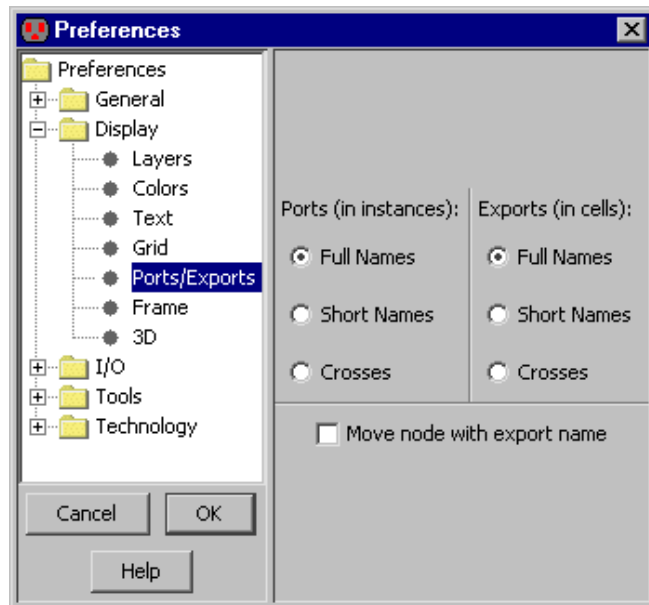 Preferences
Preferences
General
Display
Layers
Colors
Text
Grid
Ports/Exports
Frame
3D
I/O
Tools
Technology
Cancel OK
Help
Ports (in instances): Exports (in cells):
Full Names Full Names
Short Names Short Names
Crosses Crosses
Move node with export name